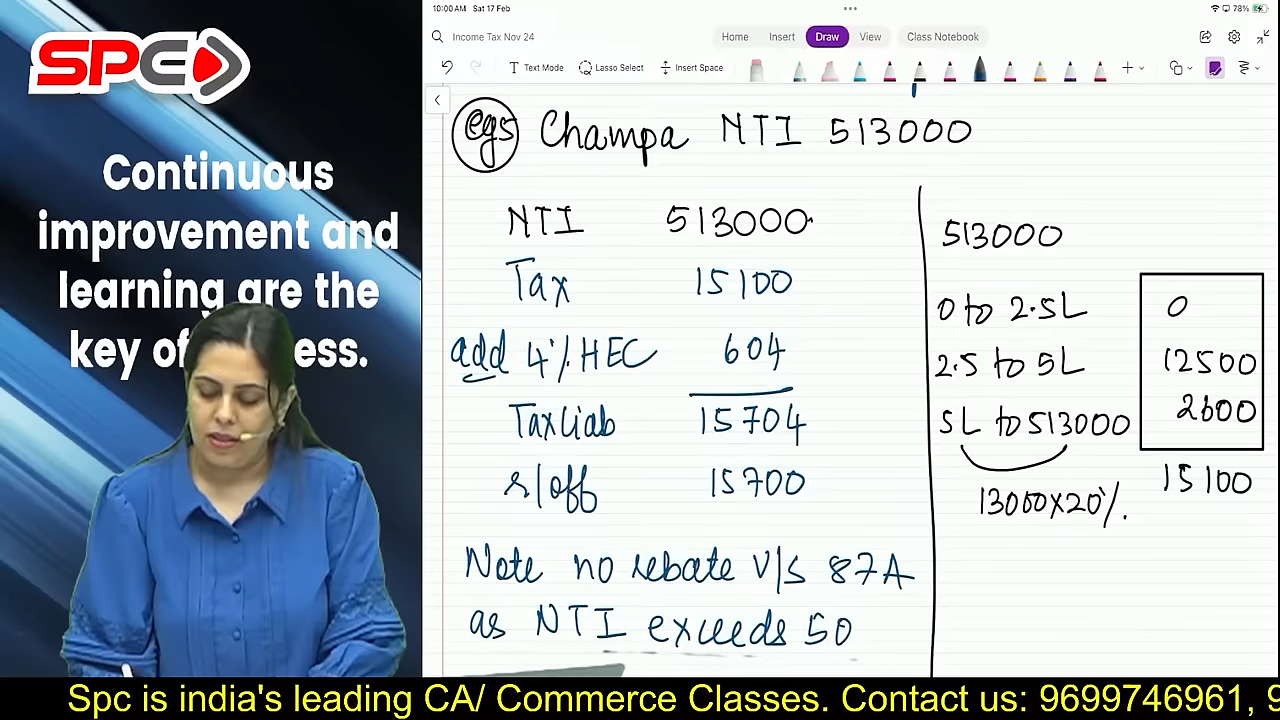 10:00 AM Sat 17 Feb
78%
Income Tax Nov 24
Home Insert Draw View Class Notebook
Text Mode Lasso Select Insert Space
SPC
Continuous
improvement and
learning are the
key of ess.
eg5 Champa NTI 513000
NTI 513000
Tax 15100
add 4% HEC 604
Tax Liab 15704
r/off 15700
Note no rebate v/s 87A
as NTI exceeds 50
513000
0 to 2.5L 0
2.5 to 5L 12500
5L to 513000 2600
15100
13000x20%.
Spc is india's leading CA/ Commerce Classes. Contact us: 9699746961, 9